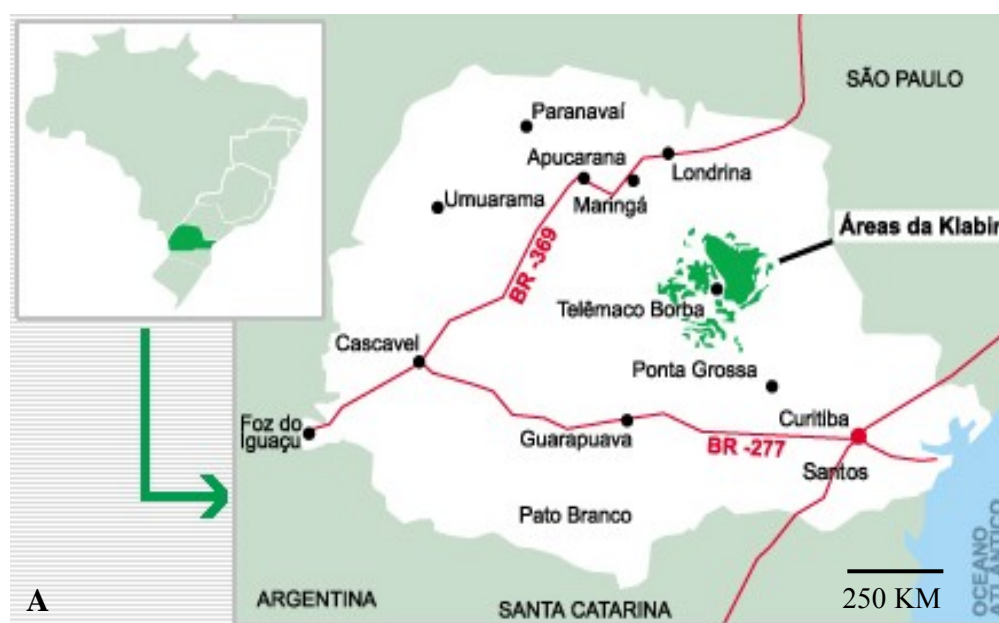 SÃO PAULO
Paranavaí
Apucarana
Londrina
Umuarama
Maringá
Áreas da Klabin
BR -369
Telêmaco Borba
Cascavel
Ponta Grossa
Foz do
Iguaçu
Curitiba
Guarapuava
BR -277
Santos
Pato Branco
OCEANO
ATLÂNTICO
A
ARGENTINA
SANTA CATARINA
250 KM